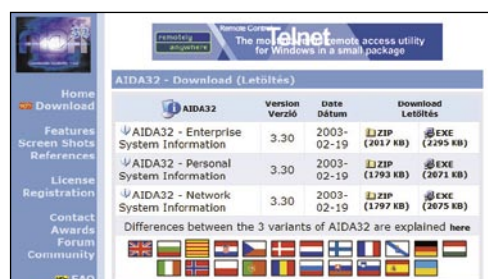 Remote Control
remotely anywhere
Telnet
The most remote access utility
for Windows in a small package
AIDA32 - Download (Letöltés)
AIDA32
Version Verzió
Date Dátum
Download Letöltés
AIDA32 - Enterprise System Information
3.30
2003-02-19
ZIP (2017 KB)
EXE (2295 KB)
AIDA32 - Personal System Information
3.30
2003-02-19
ZIP (1793 KB)
EXE (2071 KB)
AIDA32 - Network System Information
3.30
2003-02-19
ZIP (1797 KB)
EXE (2075 KB)
Differences between the 3 variants of AIDA32 are explained here
Home
Download
Features
Screen Shots
References
License
Registration
Contact
Awards
Forum
Community
FAQ